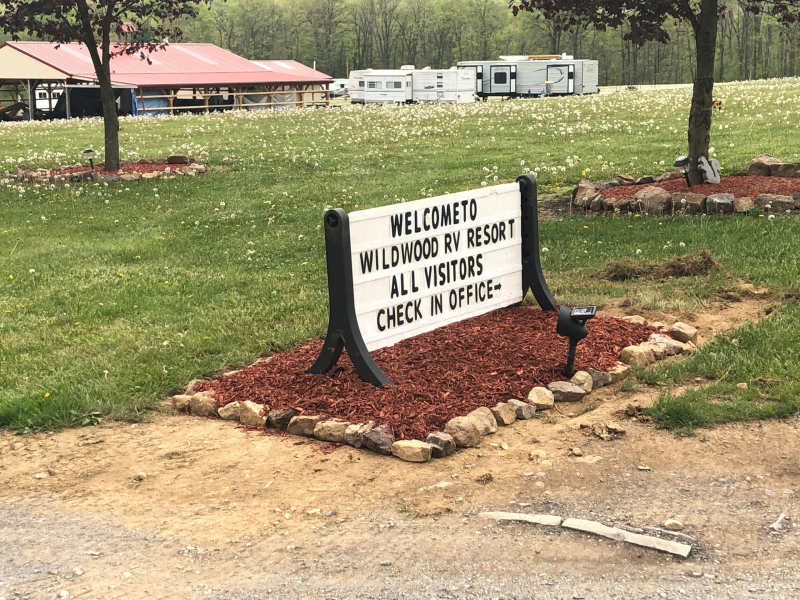 WELCOMETO
WILDWOOD RV RESORT
ALL VISITORS
CHECK IN OFFICE→